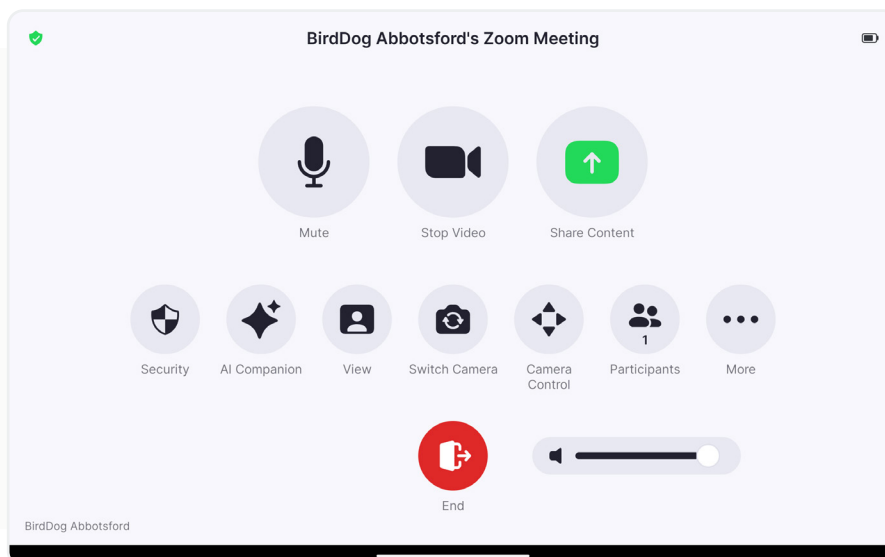 BirdDog Abbotsford's Zoom Meeting
Mute
Stop Video
Share Content
1
Security
AI Companion
View
Switch Camera
Camera
Control
Participants
More
End
BirdDog Abbotsford